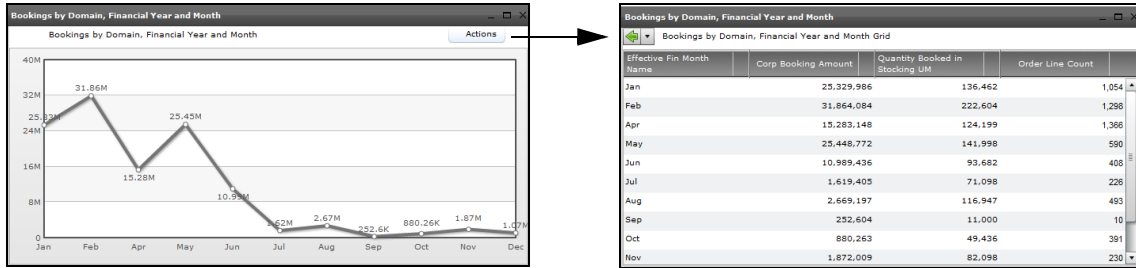 Bookings by Domain, Financial Year and Month
Bookings by Domain, Financial Year and Month
Actions
40M
32M
24M
16M
8M
0
25.33M
31.86M
15.28M
25.45M
10.99M
1.62M
2.67M
252.6K
880.26K
1.87M
1.07M
Jan Feb Apr May Jun Jul Aug Sep Oct Nov Dec
Bookings by Domain, Financial Year and Month
Bookings by Domain, Financial Year and Month Grid
Effective Fin Month Name Corp Booking Amount Quantity Booked in Stocking UM Order Line Count
Jan 25,329,986 136,462 1,054
Feb 31,864,084 222,604 1,298
Apr 15,283,148 124,199 1,366
May 25,448,772 141,998 590
Jun 10,989,436 93,682 408
Jul 1,619,405 71,098 226
Aug 2,669,197 116,947 493
Sep 252,604 11,000 10
Oct 880,263 49,436 391
Nov 1,872,009 82,098 230